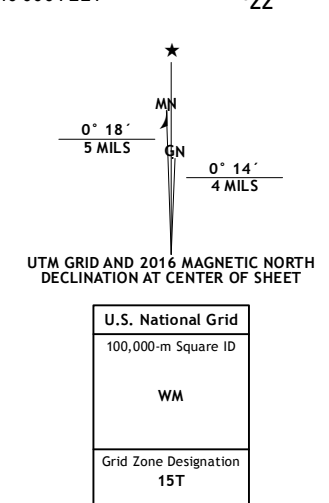 '22
MN
0° 18´
5 MILS
GN
0° 14´
4 MILS
UTM GRID AND 2016 MAGNETIC NORTH
DECLINATION AT CENTER OF SHEET
U.S. National Grid
100,000-m Square ID
WM
Grid Zone Designation
15T